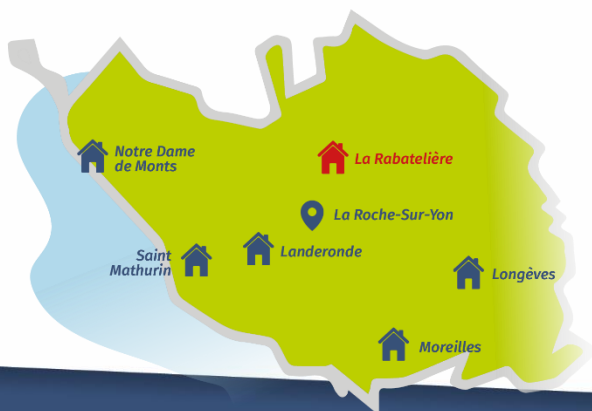 Notre Dame
de Monts
La Rabatelière
La Roche-Sur-Yon
Saint
Mathurin
Landeronde
Longèves
Moreilles